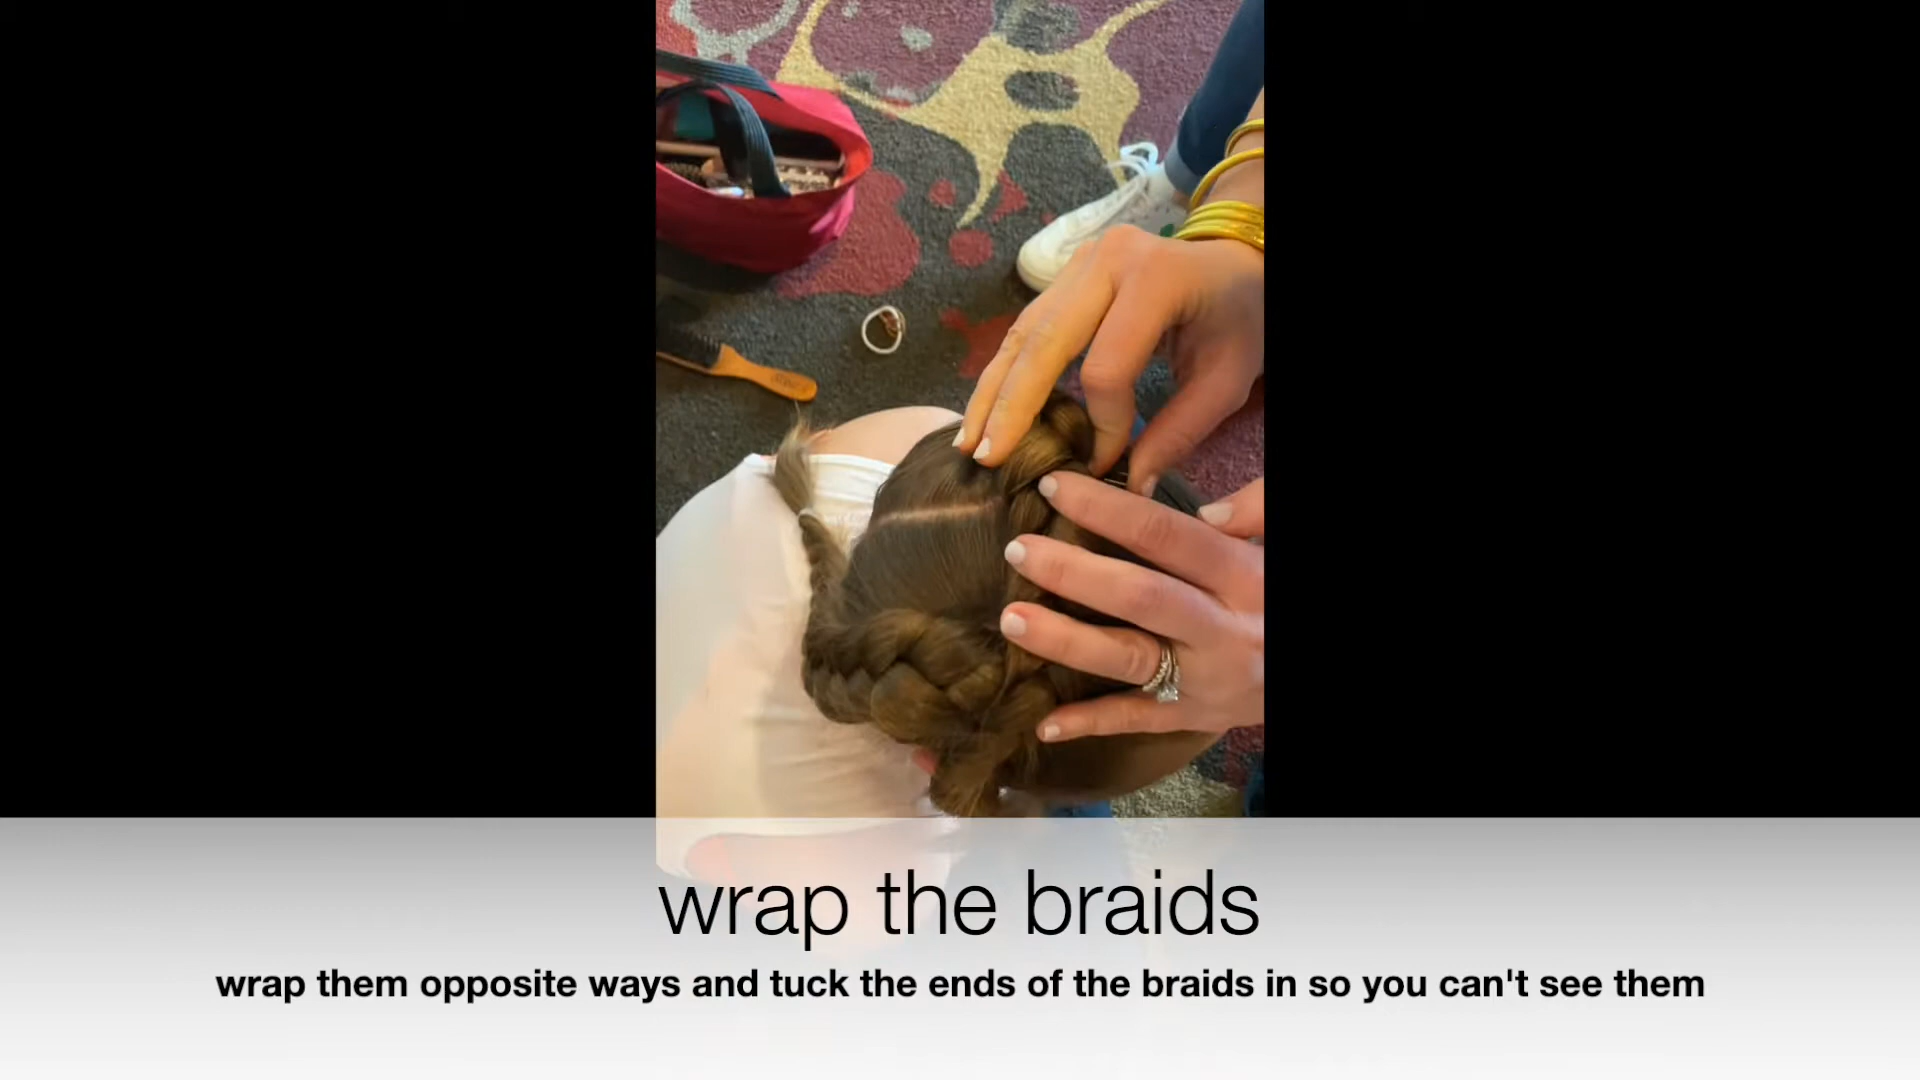 wrap the braids
wrap them opposite ways and tuck the ends of the braids in so you can't see them